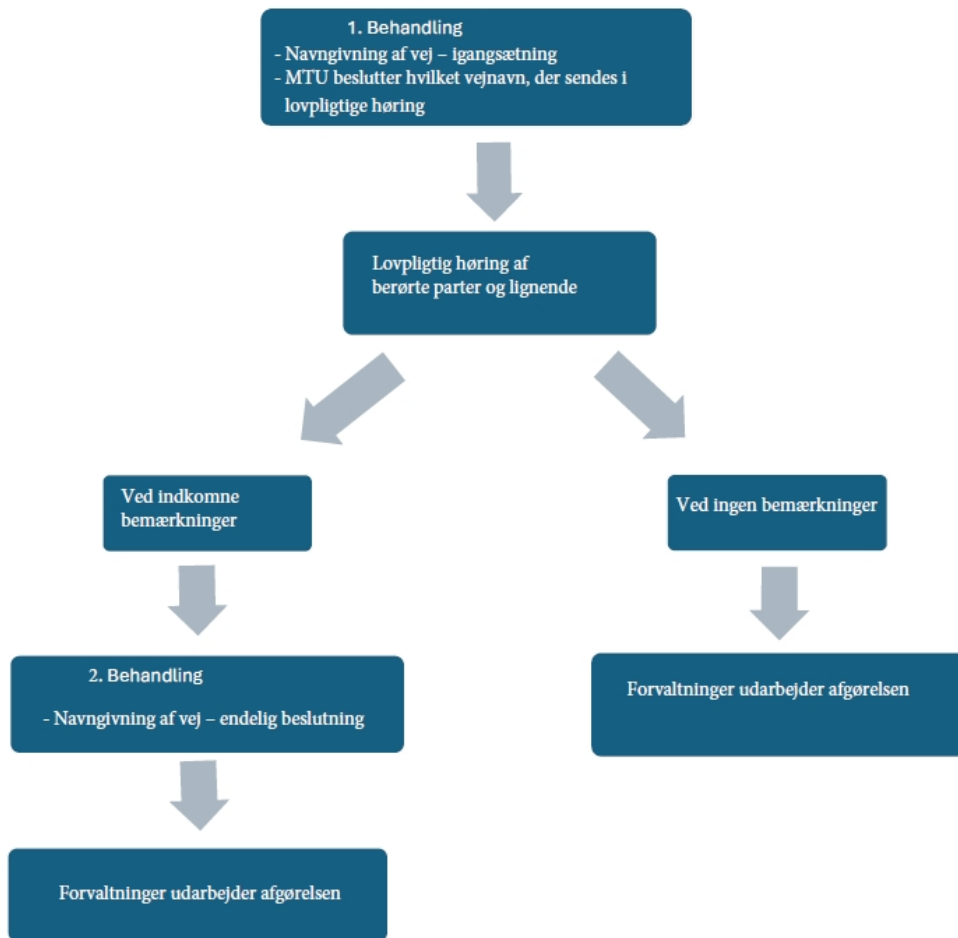 1. Behandling
- Navngivning af vej – igangsætning
- MTU beslutter hvilket vejnavn, der sendes i
lovpligtige høring
Lovpligtig høring af
berørte parter og lignende
Ved indkomne
bemærkninger
Ved ingen bemærkninger
2. Behandling
- Navngivning af vej – endelig beslutning
Forvaltninger udarbejder afgørelsen
Forvaltninger udarbejder afgørelsen